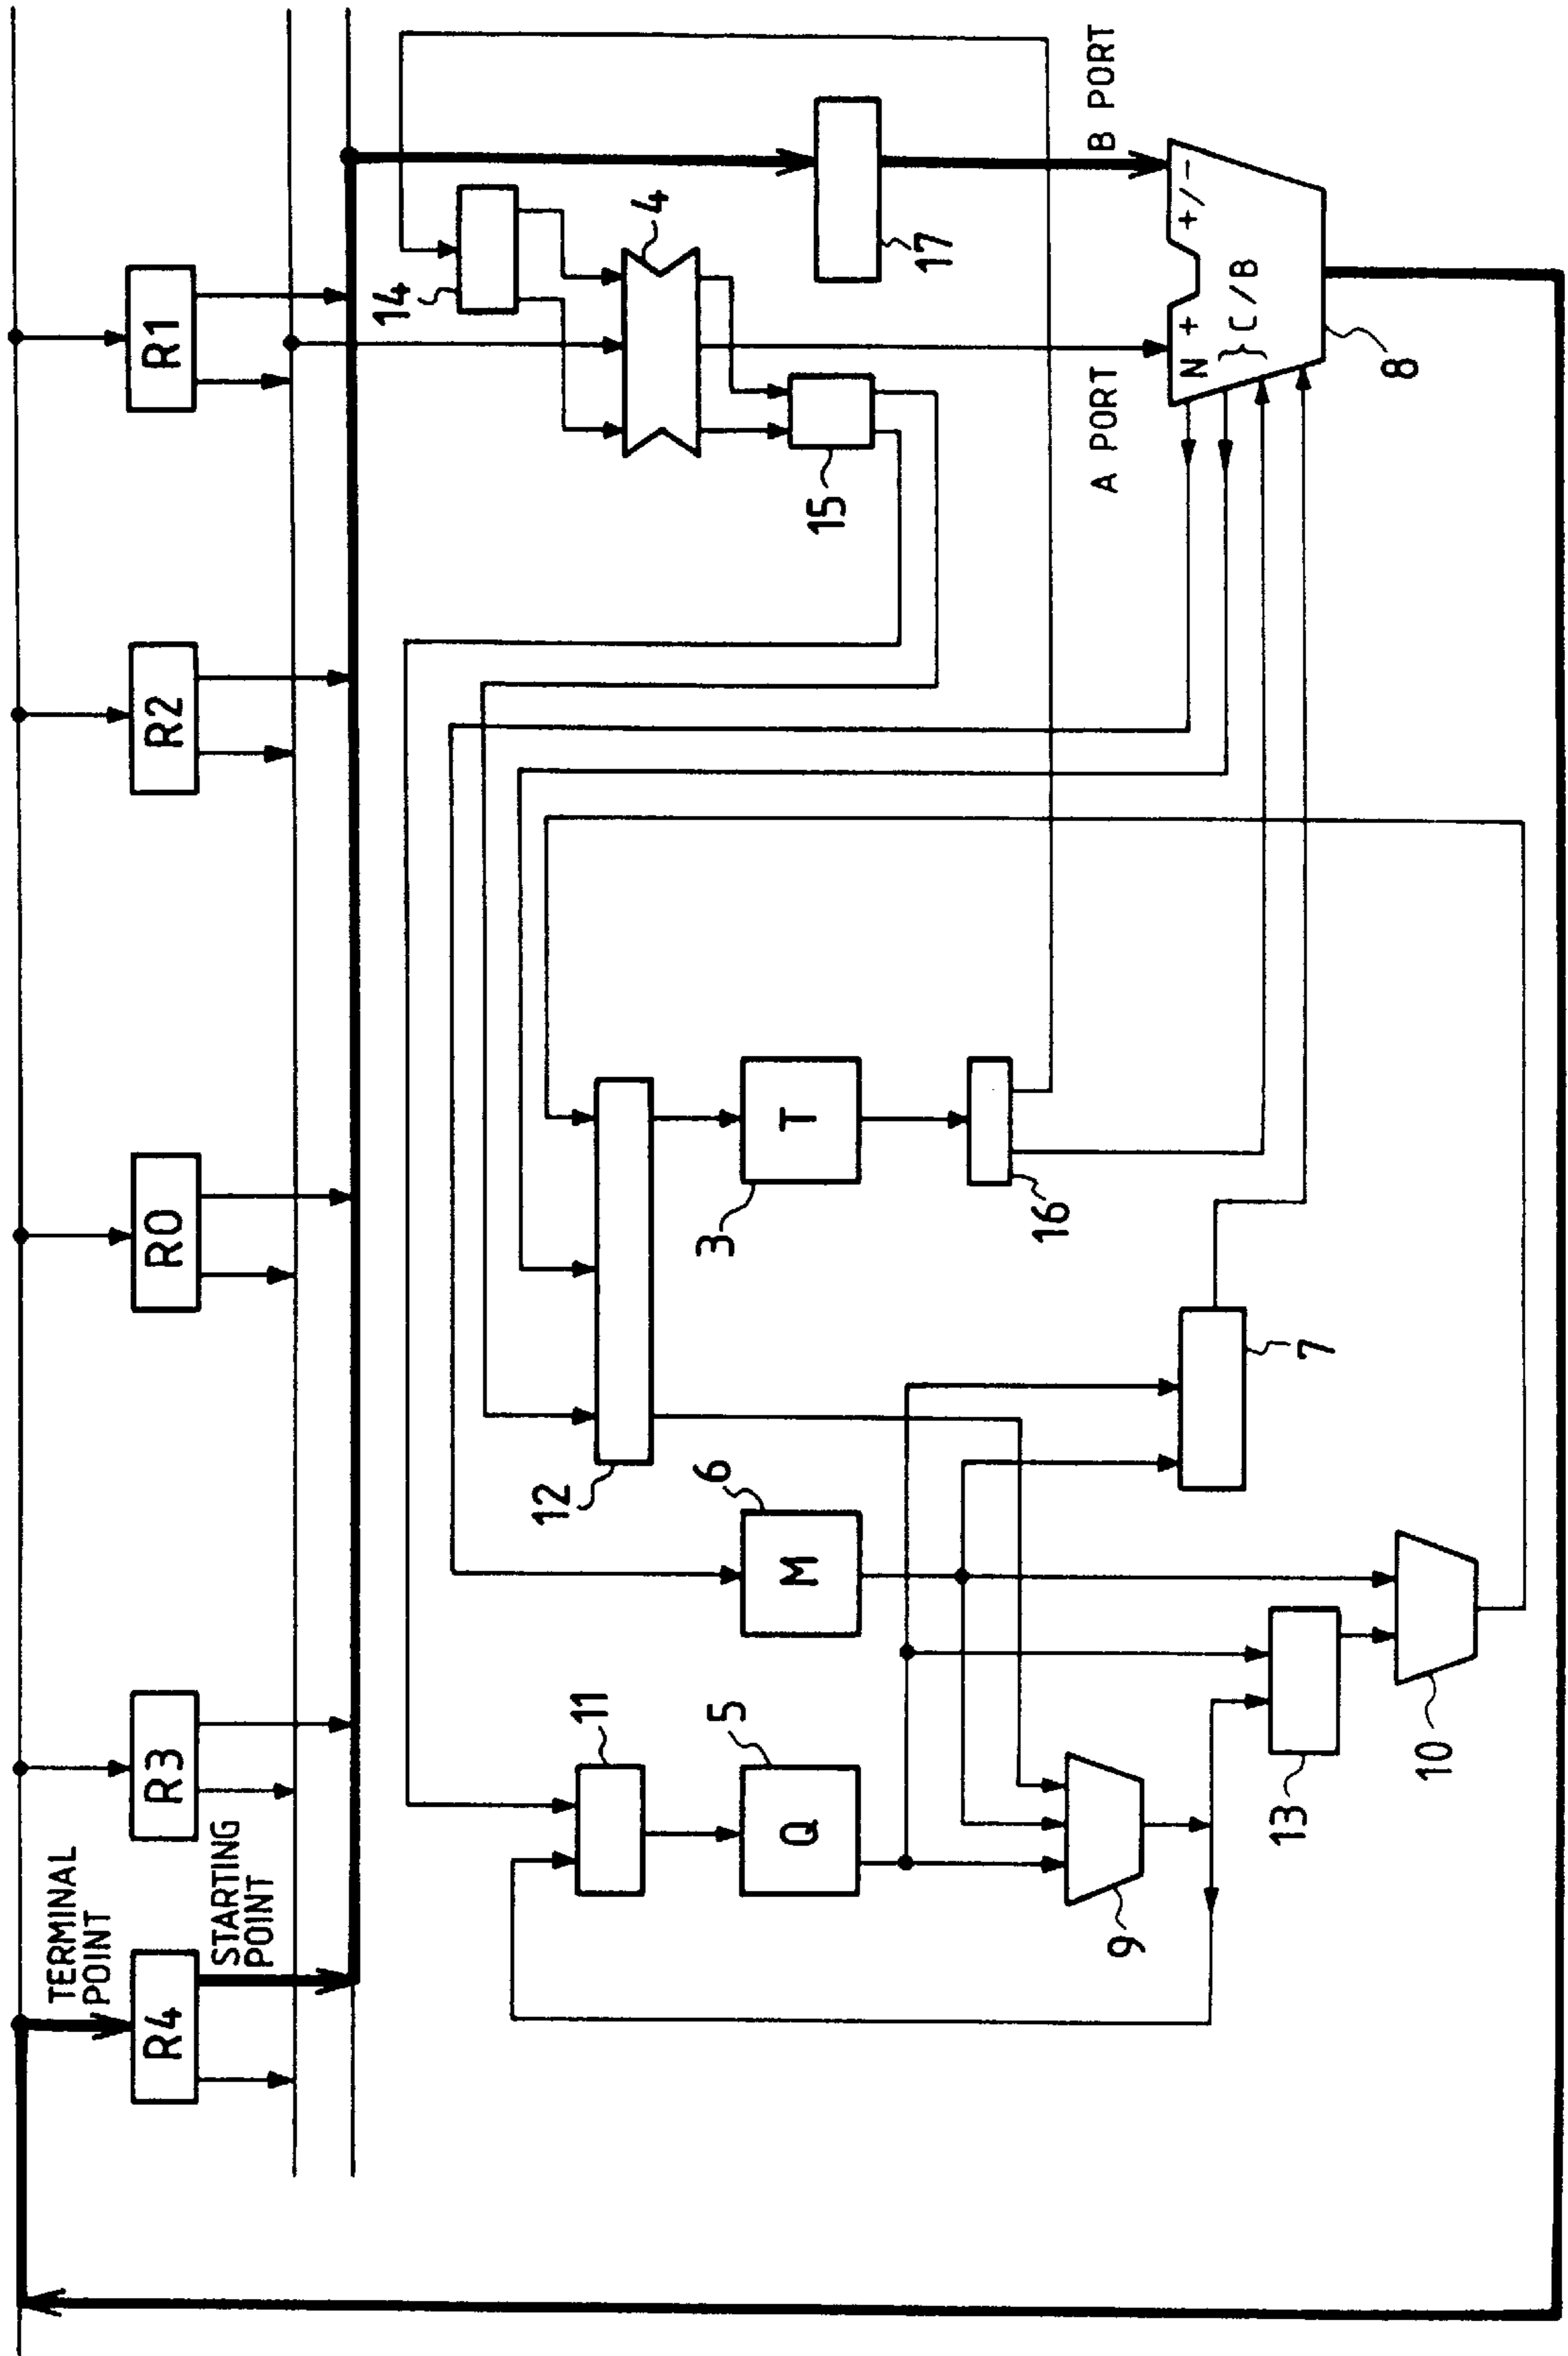 TERMINAL
POINT
STARTING
POINT
R4
R3
R0
R2
R1
14
4
15
17
11
12
5
Q
6
M
3
T
16
9
13
10
7
A PORT
B PORT
N + +/-
} C/B
8